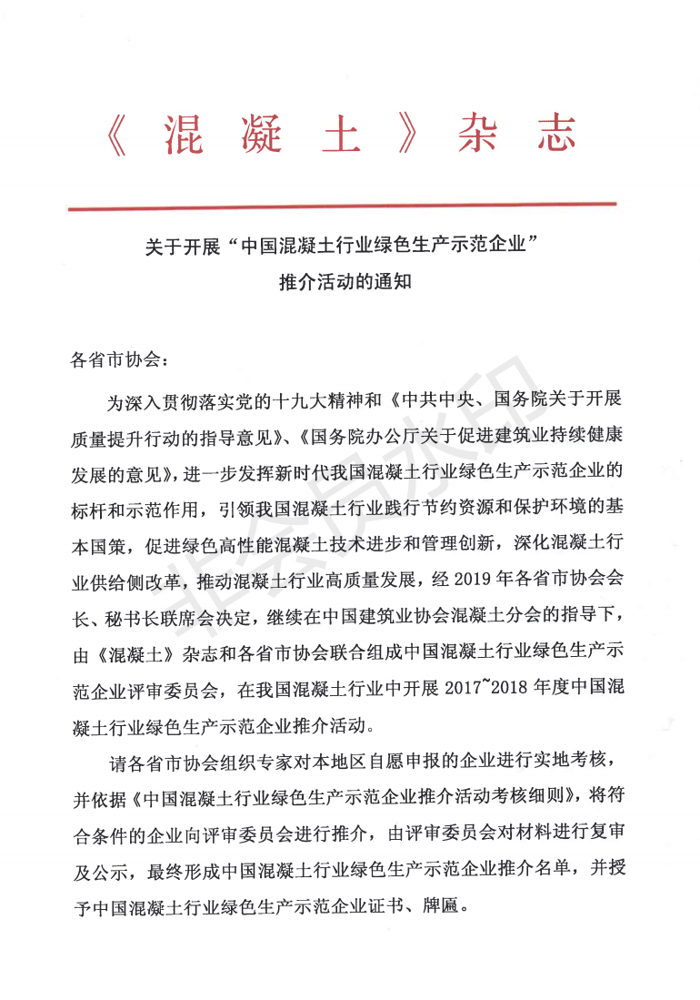 《混凝土》杂志
关于开展“中国混凝土行业绿色生产示范企业”
推介活动的通知
各省市协会：
为深入贯彻落实党的十九大精神和《中共中央、国务院关于开展
质量提升行动的指导意见》、《国务院办公厅关于促进建筑业持续健康
发展的意见》，进一步发挥新时代我国混凝土行业绿色生产示范企业的
标杆和示范作用，引领我国混凝土行业践行节约资源和保护环境的基
本国策，促进绿色高性能混凝土技术进步和管理创新，深化混凝土行
业供给侧改革，推动混凝土行业高质量发展，经 2019 年各省市协会会
长、秘书长联席会决定，继续在中国建筑业协会混凝土分会的指导下，
由《混凝土》杂志和各省市协会联合组成中国混凝土行业绿色生产示
范企业评审委员会，在我国混凝土行业中开展 2017~2018 年度中国混
凝土行业绿色生产示范企业推介活动。
请各省市协会组织专家对本地区自愿申报的企业进行实地考核，
并依据《中国混凝土行业绿色生产示范企业推介活动考核细则》，将符
合条件的企业向评审委员会进行推介，由评审委员会对材料进行复审
及公示，最终形成中国混凝土行业绿色生产示范企业推介名单，并授
予中国混凝土行业绿色生产示范企业证书、牌匾。
非会员水印